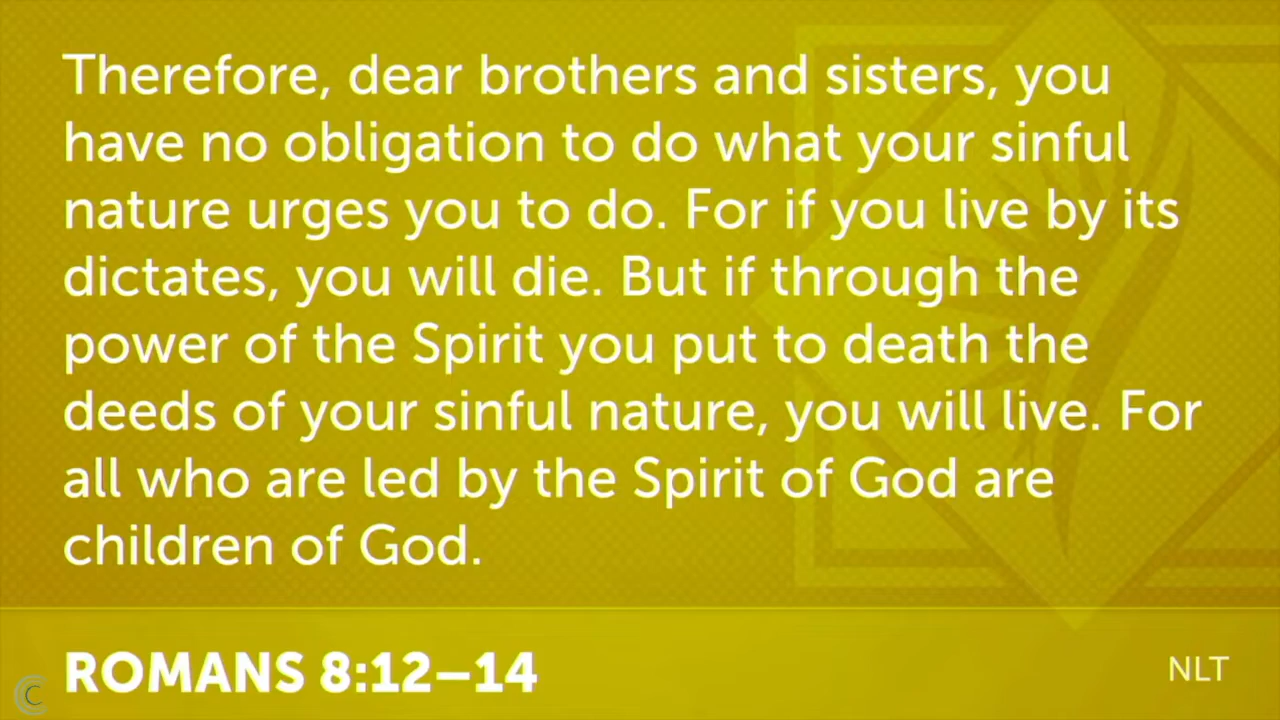 Therefore, dear brothers and sisters, you
have no obligation to do what your sinful
nature urges you to do. For if you live by its
dictates, you will die. But if through the
power of the Spirit you put to death the
deeds of your sinful nature, you will live. For
all who are led by the Spirit of God are
children of God.
ROMANS 8:12–14
NLT